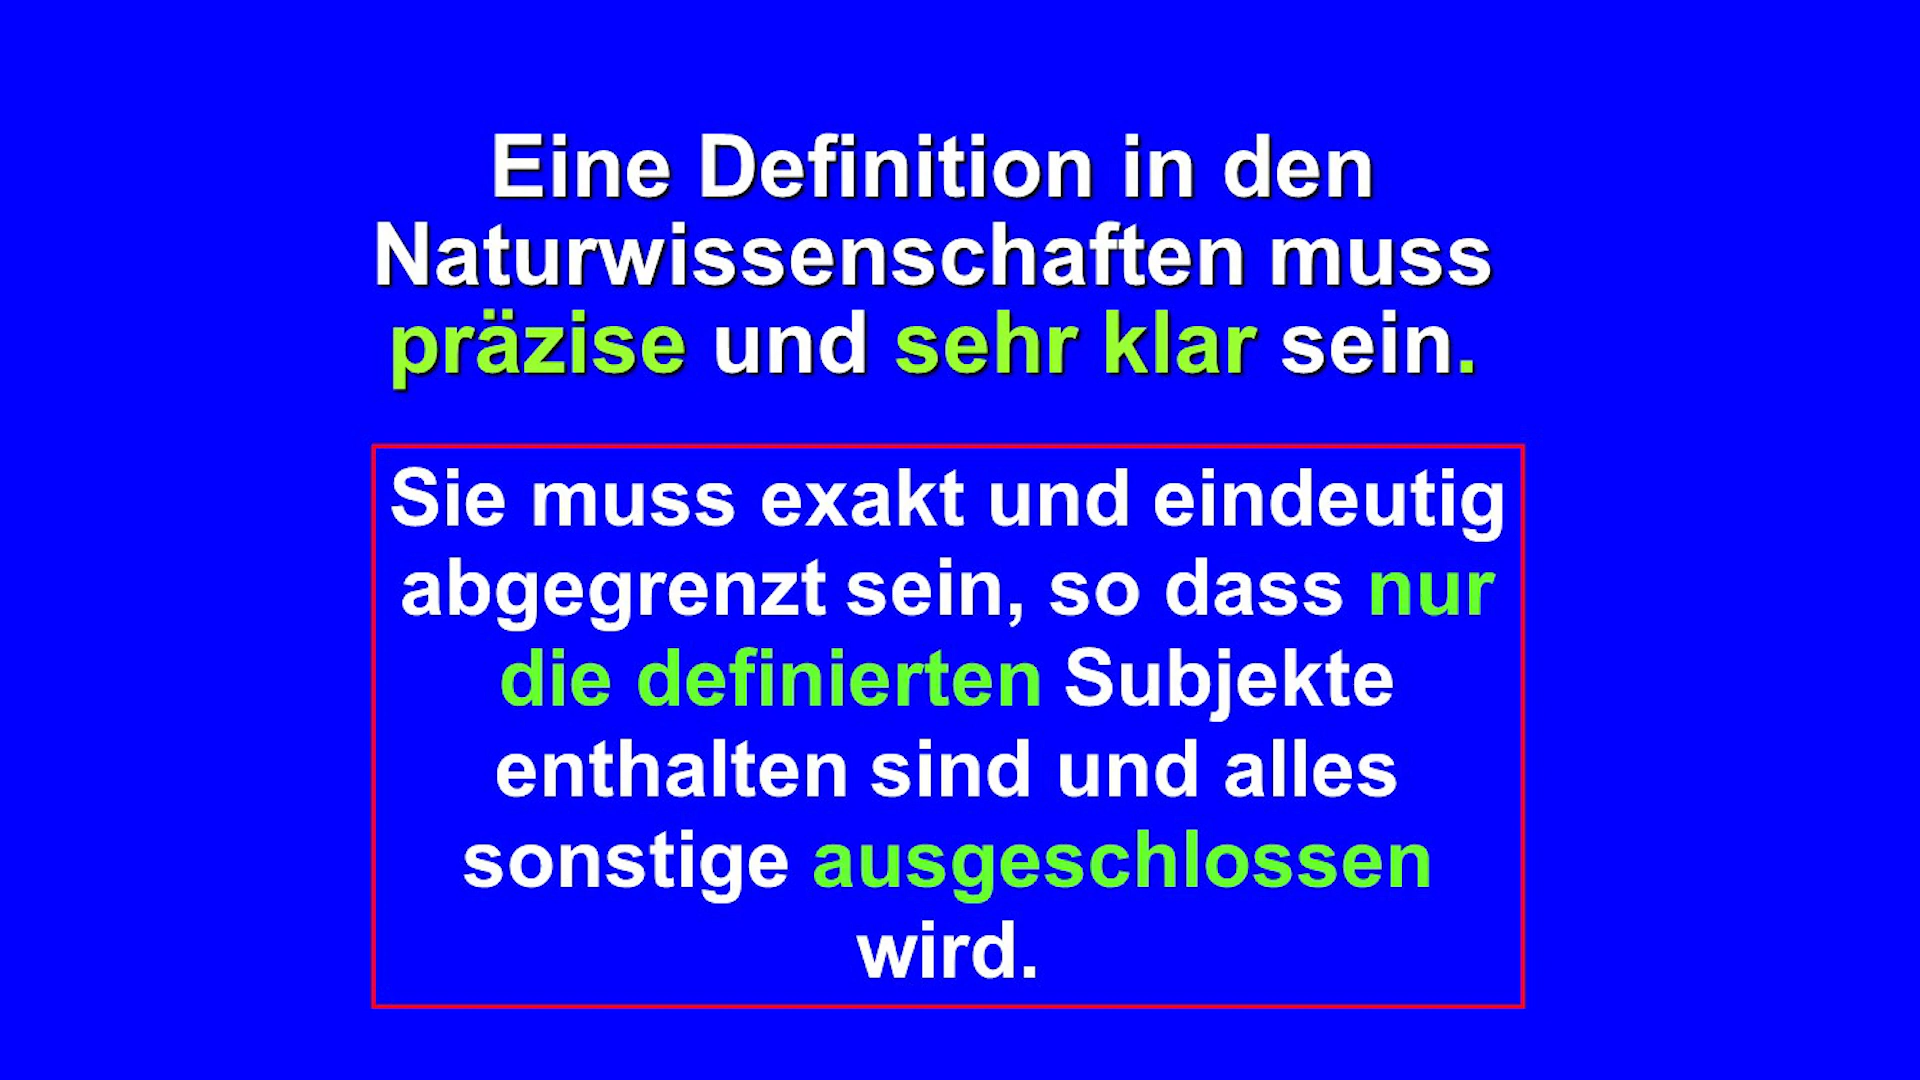 Eine Definition in den
Naturwissenschaften muss
präzise und sehr klar sein.
Sie muss exakt und eindeutig
abgegrenzt sein, so dass nur
die definierten Subjekte
enthalten sind und alles
sonstige ausgeschlossen
wird.